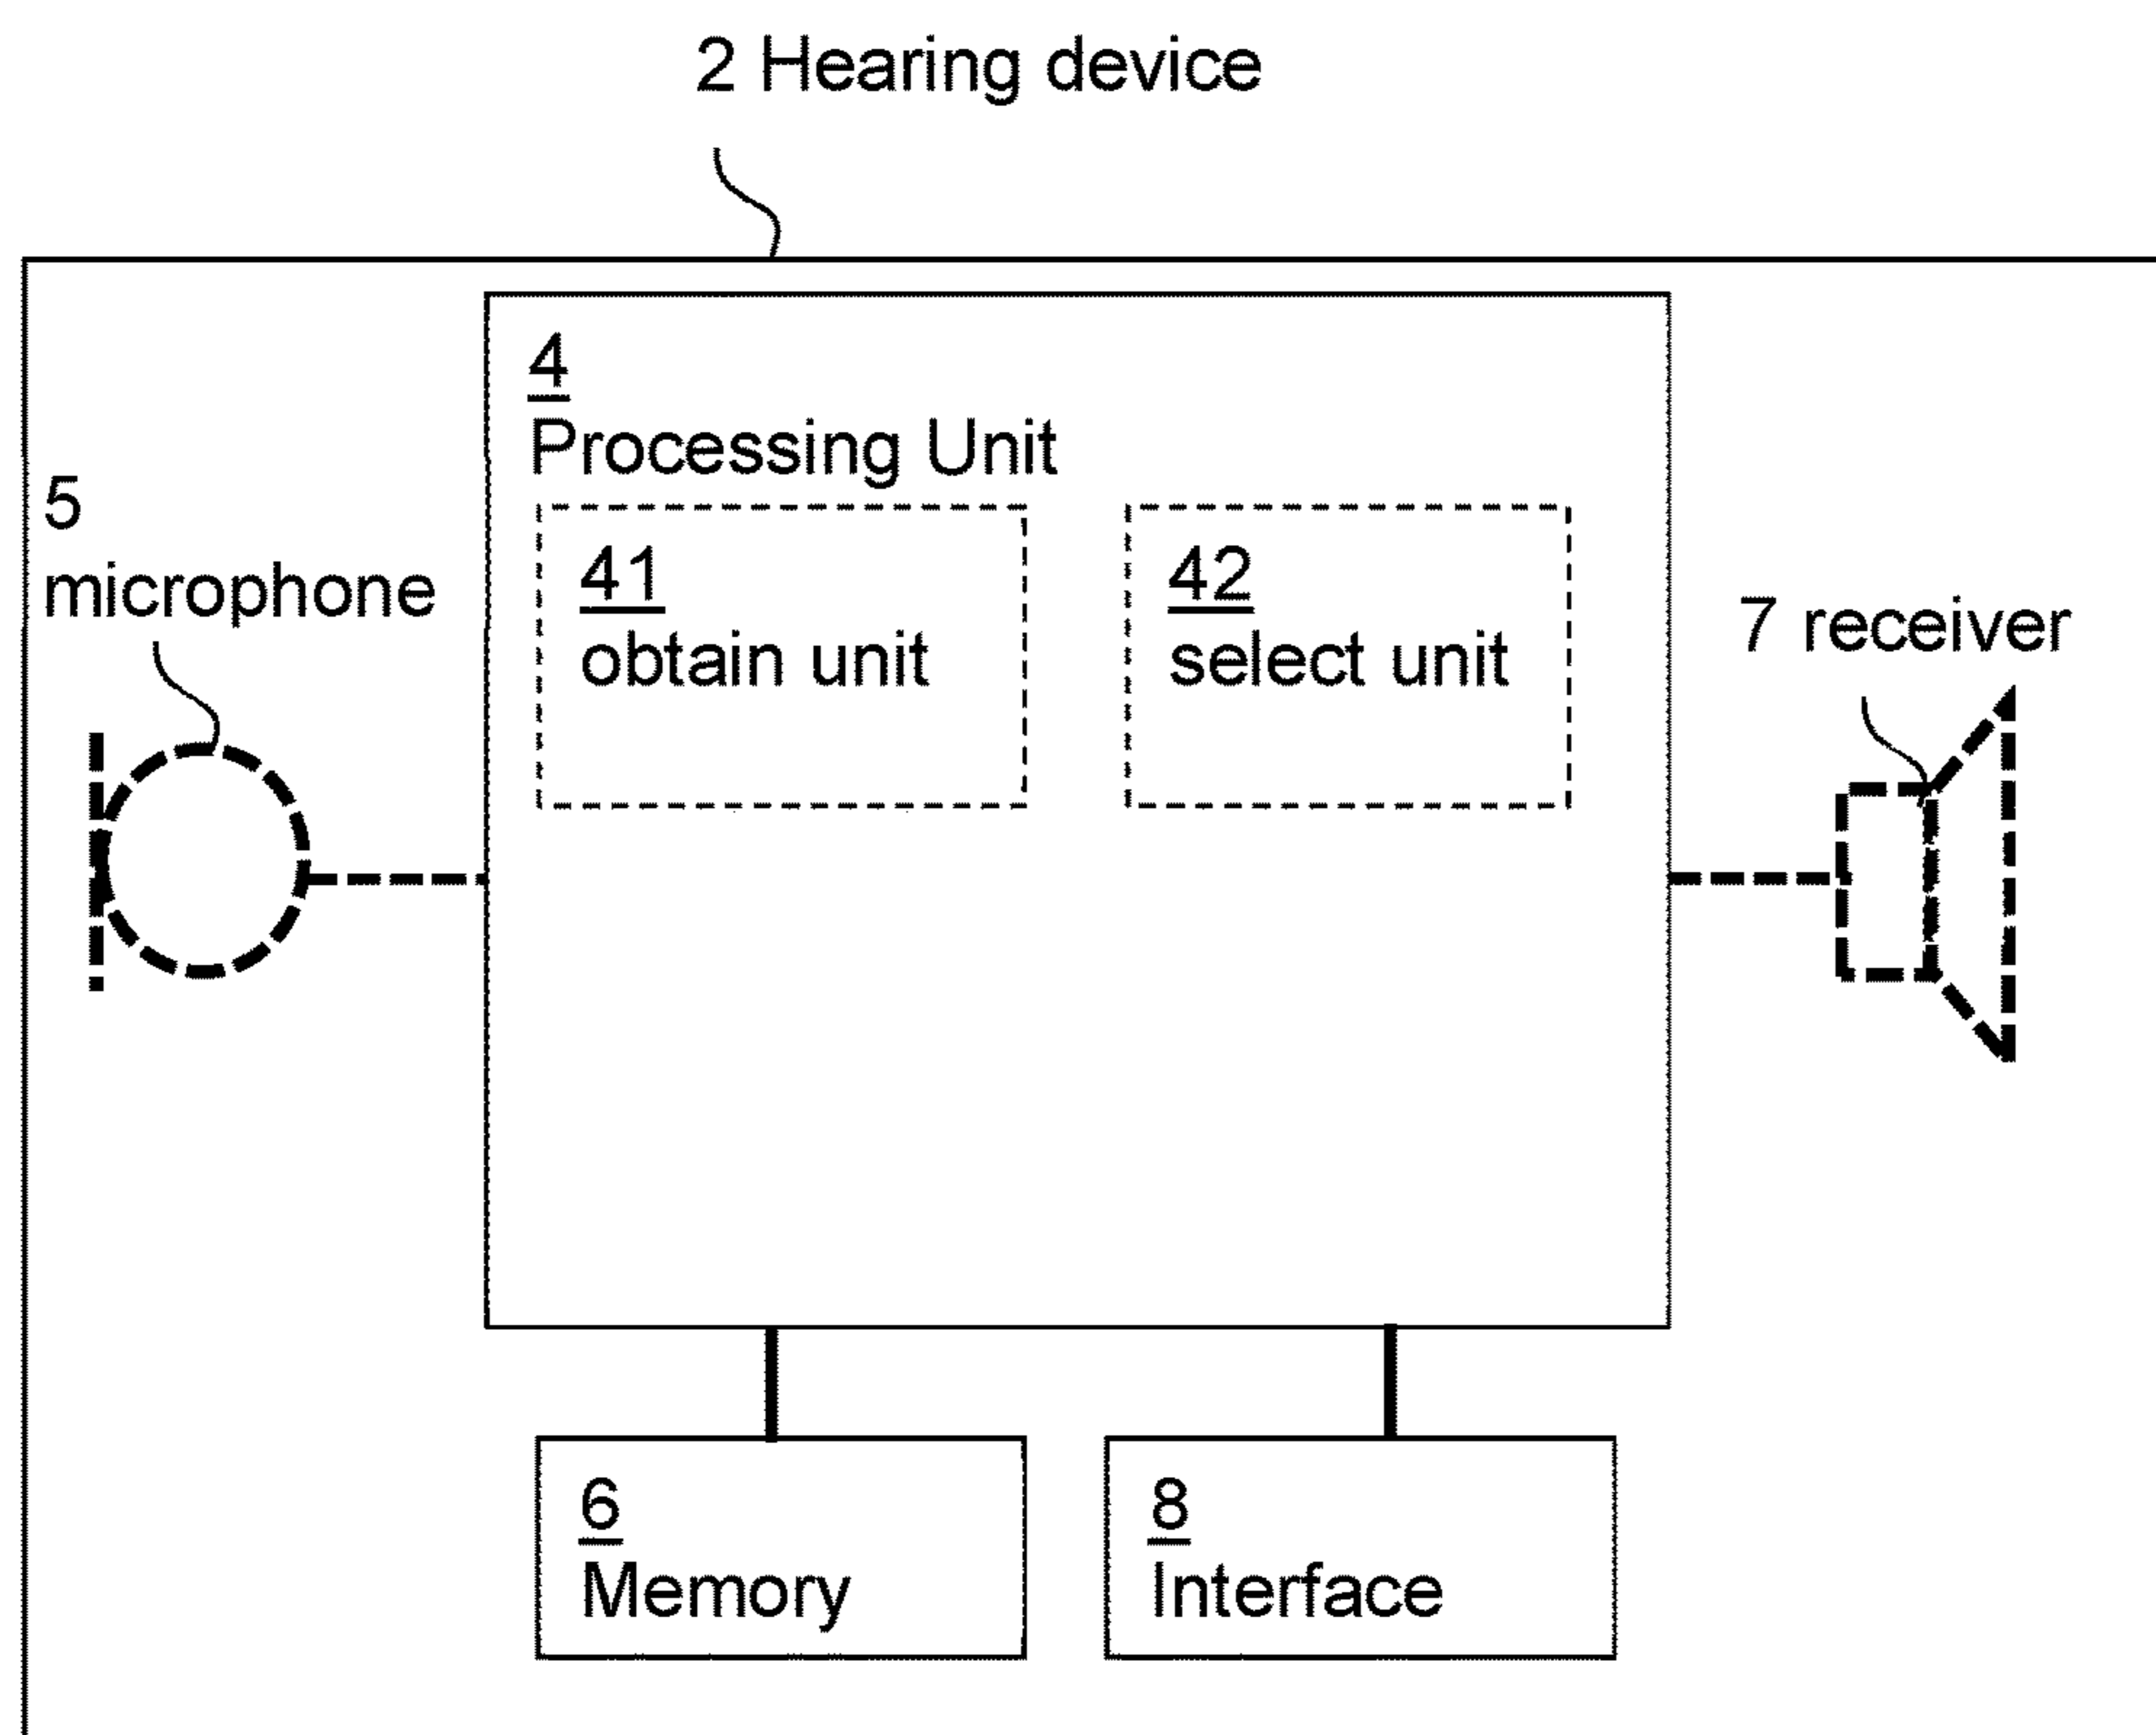 2 Hearing device
4
Processing Unit
5
microphone
41
obtain unit
42
select unit
7 receiver
6
Memory
8
Interface